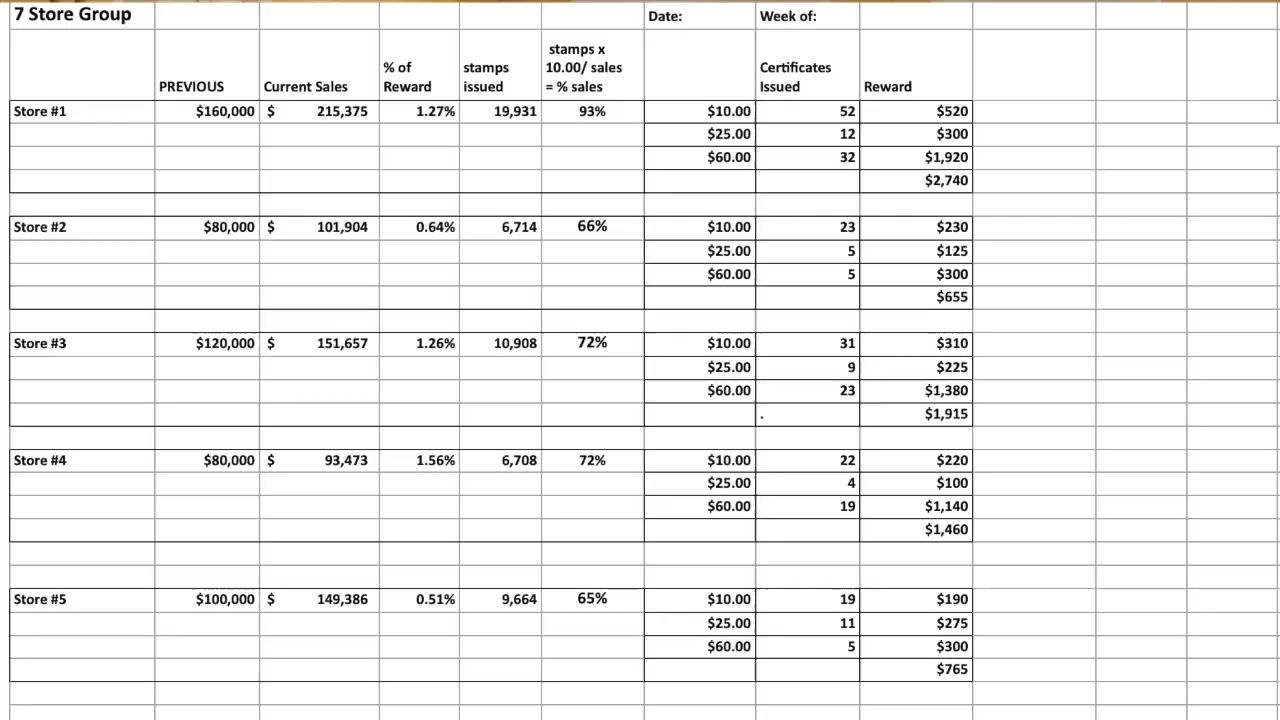 7 Store Group Date: Week of:
PREVIOUS Current Sales % of Reward stamps issued stamps x 10.00/ sales = % sales Certificates Issued Reward
Store #1 $160,000 $ 215,375 1.27% 19,931 93% $10.00 52 $520
$25.00 12 $300
$60.00 32 $1,920
$2,740
Store #2 $80,000 $ 101,904 0.64% 6,714 66% $10.00 23 $230
$25.00 5 $125
$60.00 5 $300
$655
Store #3 $120,000 $ 151,657 1.26% 10,908 72% $10.00 31 $310
$25.00 9 $225
$60.00 23 $1,380
. $1,915
Store #4 $80,000 $ 93,473 1.56% 6,708 72% $10.00 22 $220
$25.00 4 $100
$60.00 19 $1,140
$1,460
Store #5 $100,000 $ 149,386 0.51% 9,664 65% $10.00 19 $190
$25.00 11 $275
$60.00 5 $300
$765